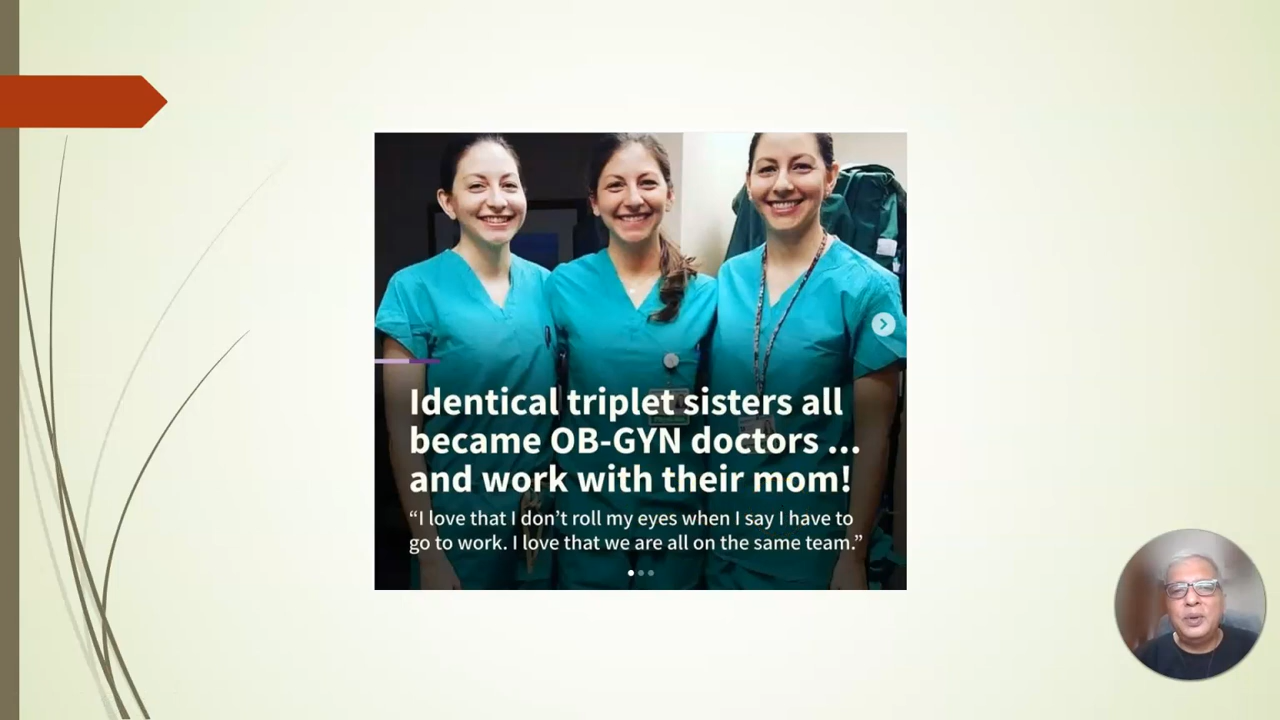 Identical triplet sisters all
became OB-GYN doctors ...
and work with their mom!
“I love that I don’t roll my eyes when I say I have to
go to work. I love that we are all on the same team.”